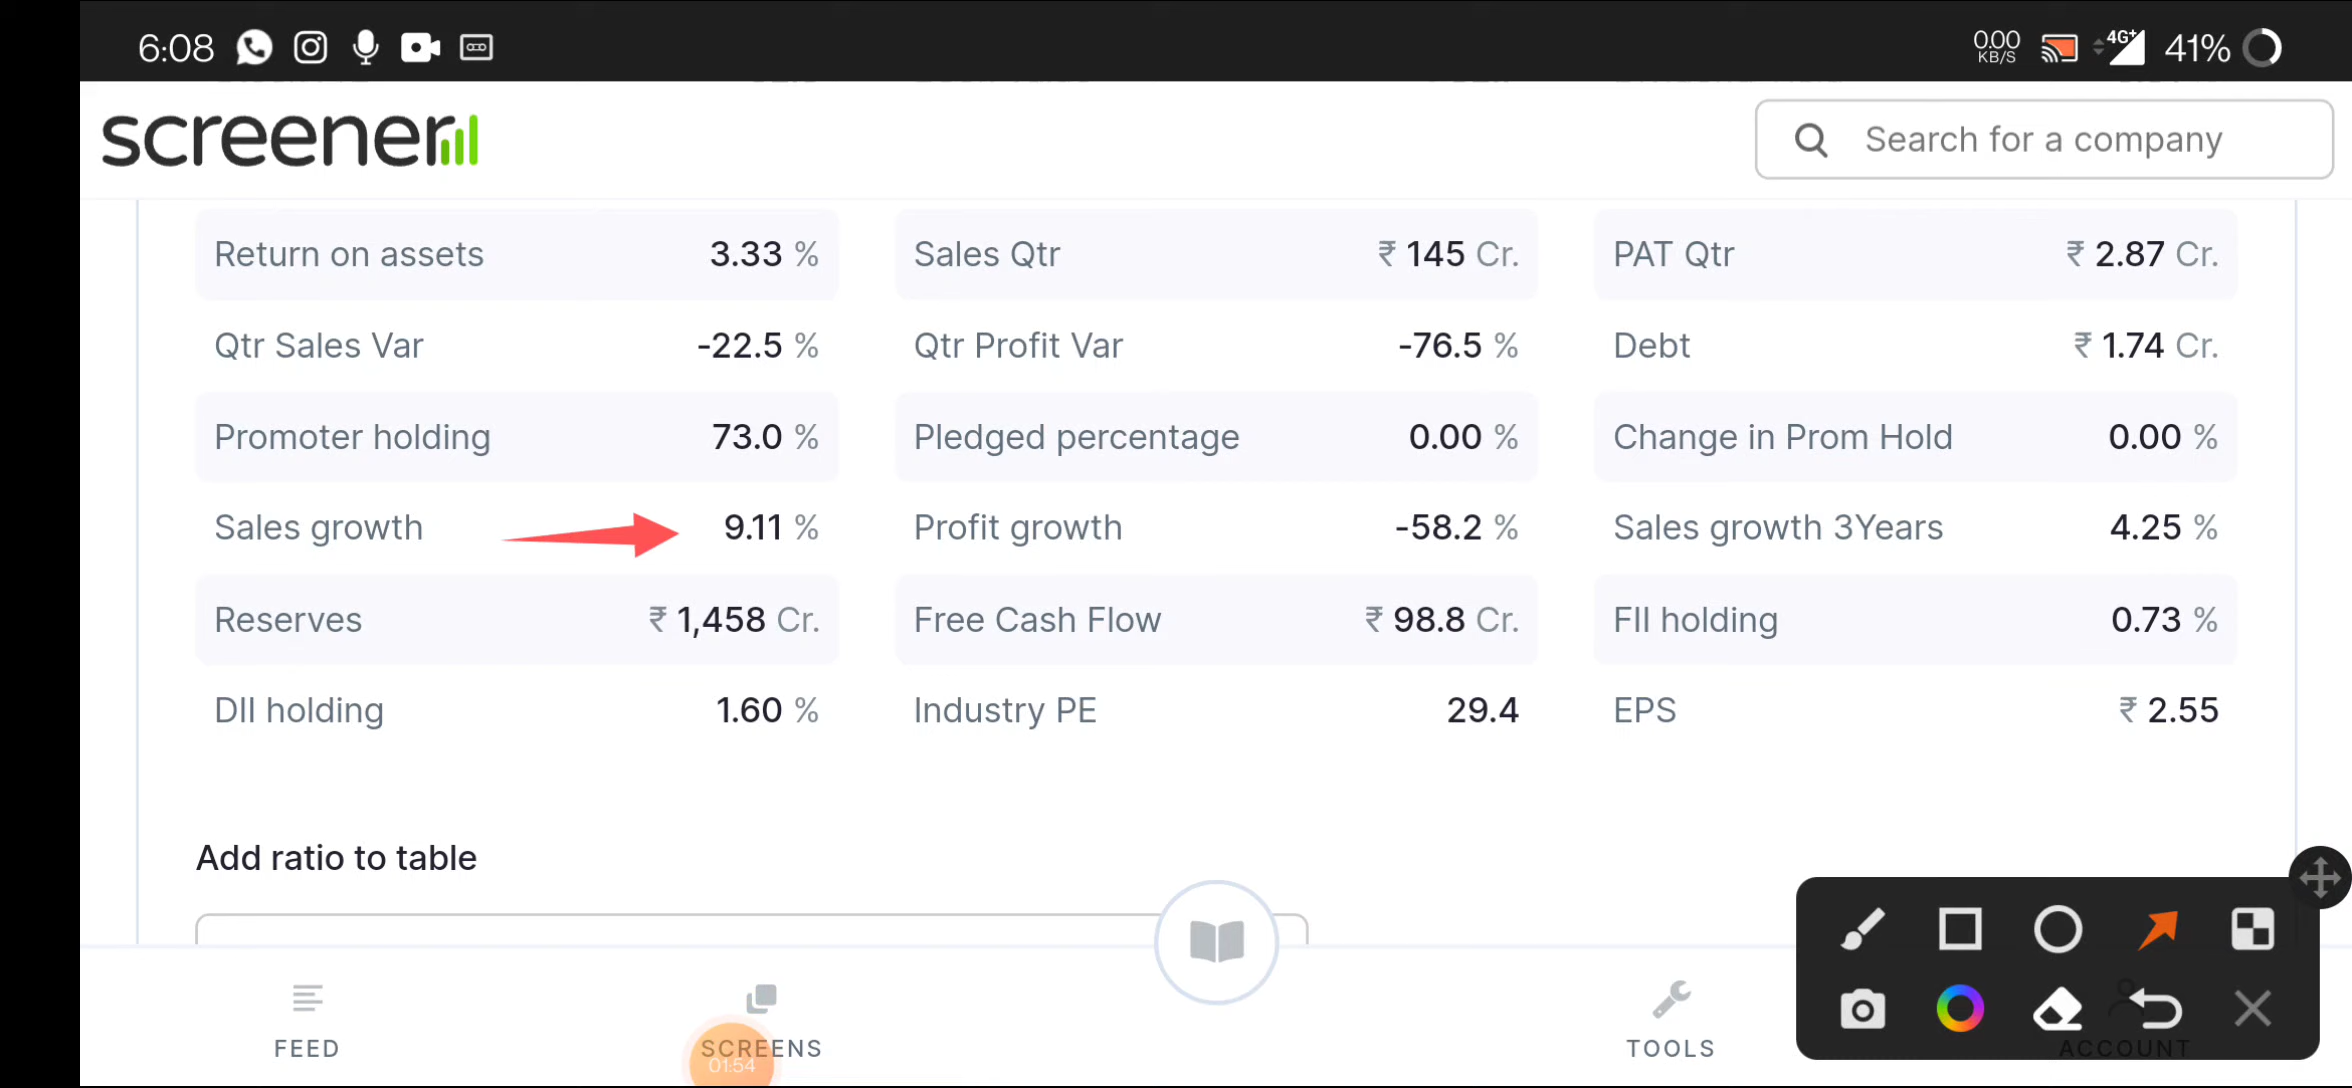 6:08 0.00 KB/S 4G+ 41%
screener Search for a company
Return on assets 3.33 % Sales Qtr ₹ 145 Cr. PAT Qtr ₹ 2.87 Cr.
Qtr Sales Var -22.5 % Qtr Profit Var -76.5 % Debt ₹ 1.74 Cr.
Promoter holding 73.0 % Pledged percentage 0.00 % Change in Prom Hold 0.00 %
Sales growth 9.11 % Profit growth -58.2 % Sales growth 3Years 4.25 %
Reserves ₹ 1,458 Cr. Free Cash Flow ₹ 98.8 Cr. FII holding 0.73 %
DII holding 1.60 % Industry PE 29.4 EPS ₹ 2.55
Add ratio to table
FEED SCREENS TOOLS ACCOUNT
01:54